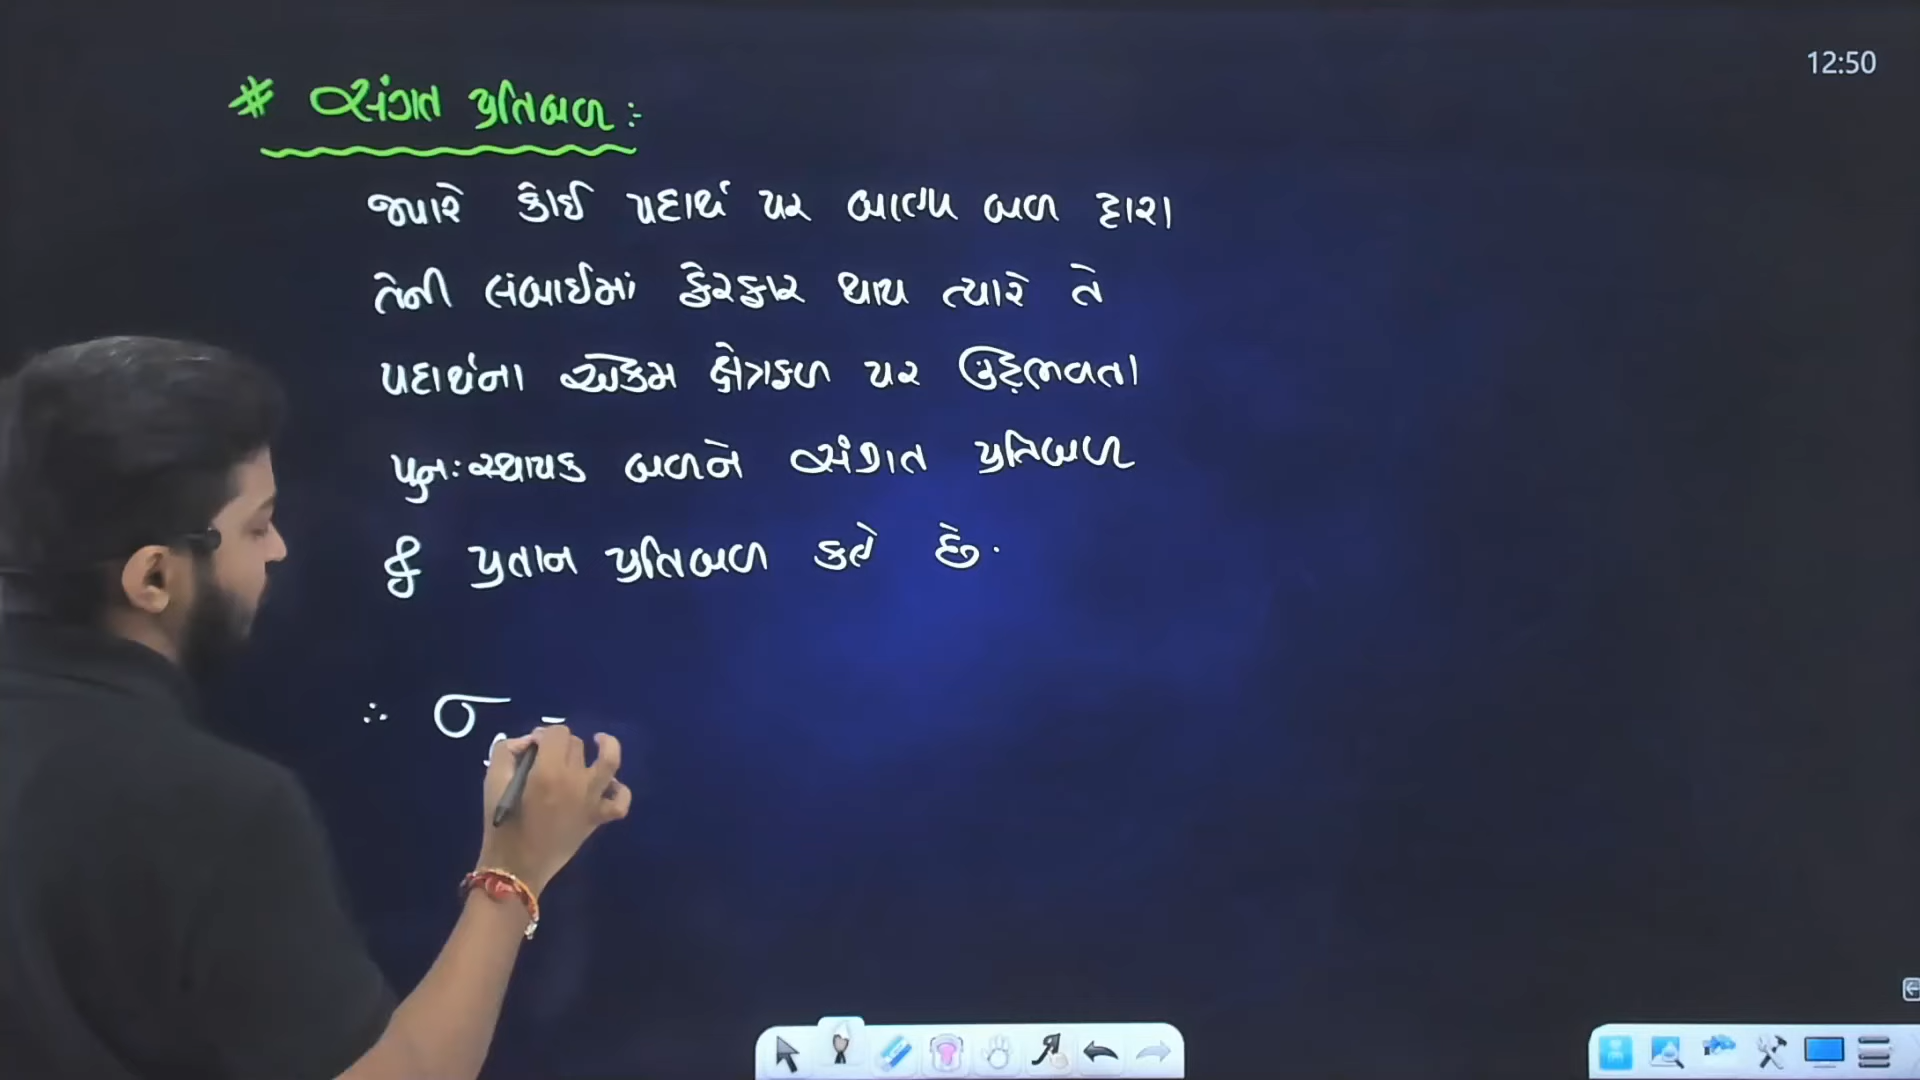 12:50
# સંગત પ્રતિબળ :-
જ્યારે કોઈ પદાર્થ પર બાહ્ય બળ દ્વારા
તેની લંબાઈમાં ફેરફાર થાય ત્યારે તે
પદાર્થના એકમ ક્ષેત્રફળ પર ઉદ્દભવતા
પુનઃસ્થાપક બળને સંગત પ્રતિબળ
કે પ્રતાન પ્રતિબળ કહે છે.
∴ σ =